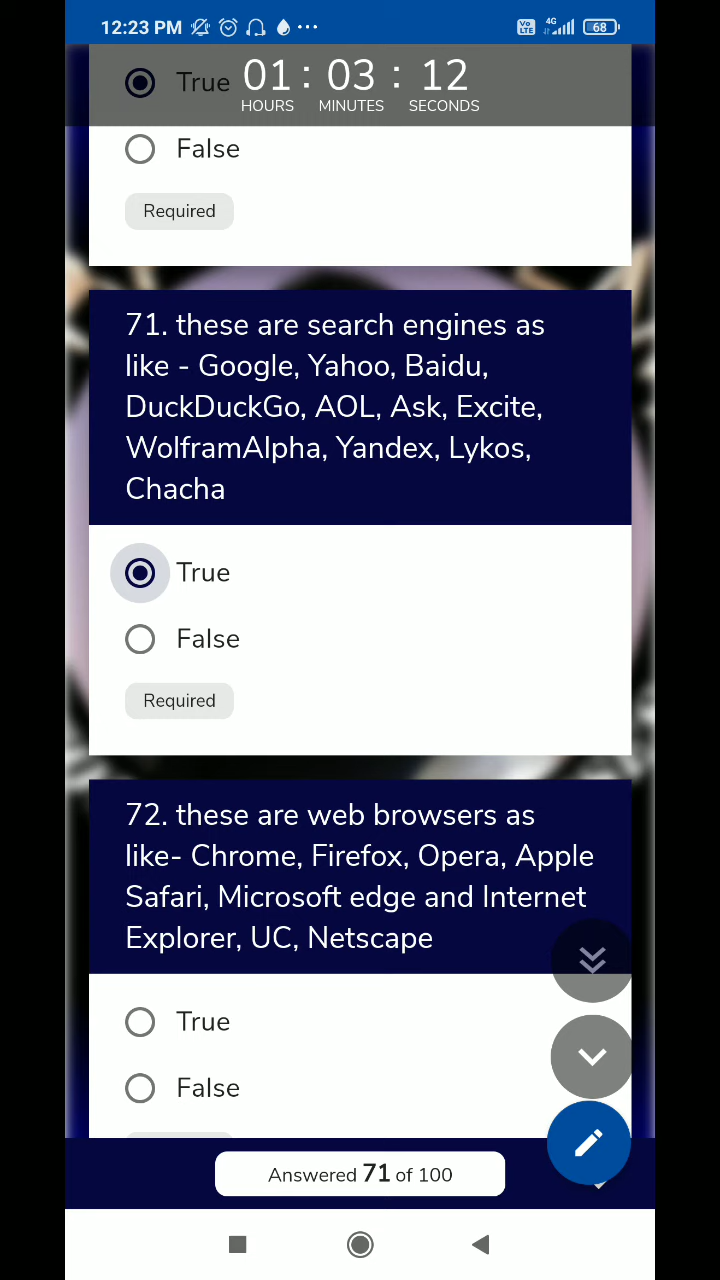 12:23 PM
Vo
LTE
4G
68
01 : 03 : 12
HOURS MINUTES SECONDS
True
False
Required
71. these are search engines as
like - Google, Yahoo, Baidu,
DuckDuckGo, AOL, Ask, Excite,
WolframAlpha, Yandex, Lykos,
Chacha
True
False
Required
72. these are web browsers as
like- Chrome, Firefox, Opera, Apple
Safari, Microsoft edge and Internet
Explorer, UC, Netscape
True
False
Answered 71 of 100